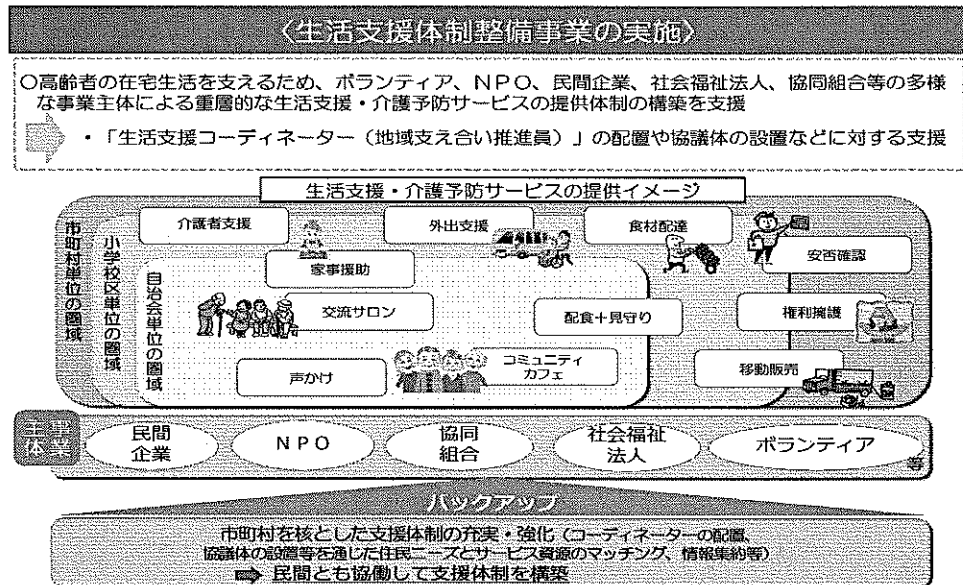 〈生活支援体制整備事業の実施〉
○高齢者の在宅生活を支えるため、ボランティア、NPO、民間企業、社会福祉法人、協同組合等の多様
な事業主体による重層的な生活支援・介護予防サービスの提供体制の構築を支援
・「生活支援コーディネーター（地域支え合い推進員）」の配置や協議体の設置などに対する支援
生活支援・介護予防サービスの提供イメージ
市町村単位の圏域
小学校区単位の圏域
自治会単位の圏域
介護者支援
外出支援
食材配達
安否確認
家事援助
交流サロン
配食＋見守り
権利擁護
声かけ
コミュニティ
カフェ
移動販売
事業
主体
民間
企業
NPO
協同
組合
社会福祉
法人
ボランティア
等
バックアップ
市町村を核とした支援体制の充実・強化（コーディネーターの配置、
協議体の設置等を通じた住民ニーズとサービス資源のマッチング、情報集約等）
➡ 民間とも協働して支援体制を構築